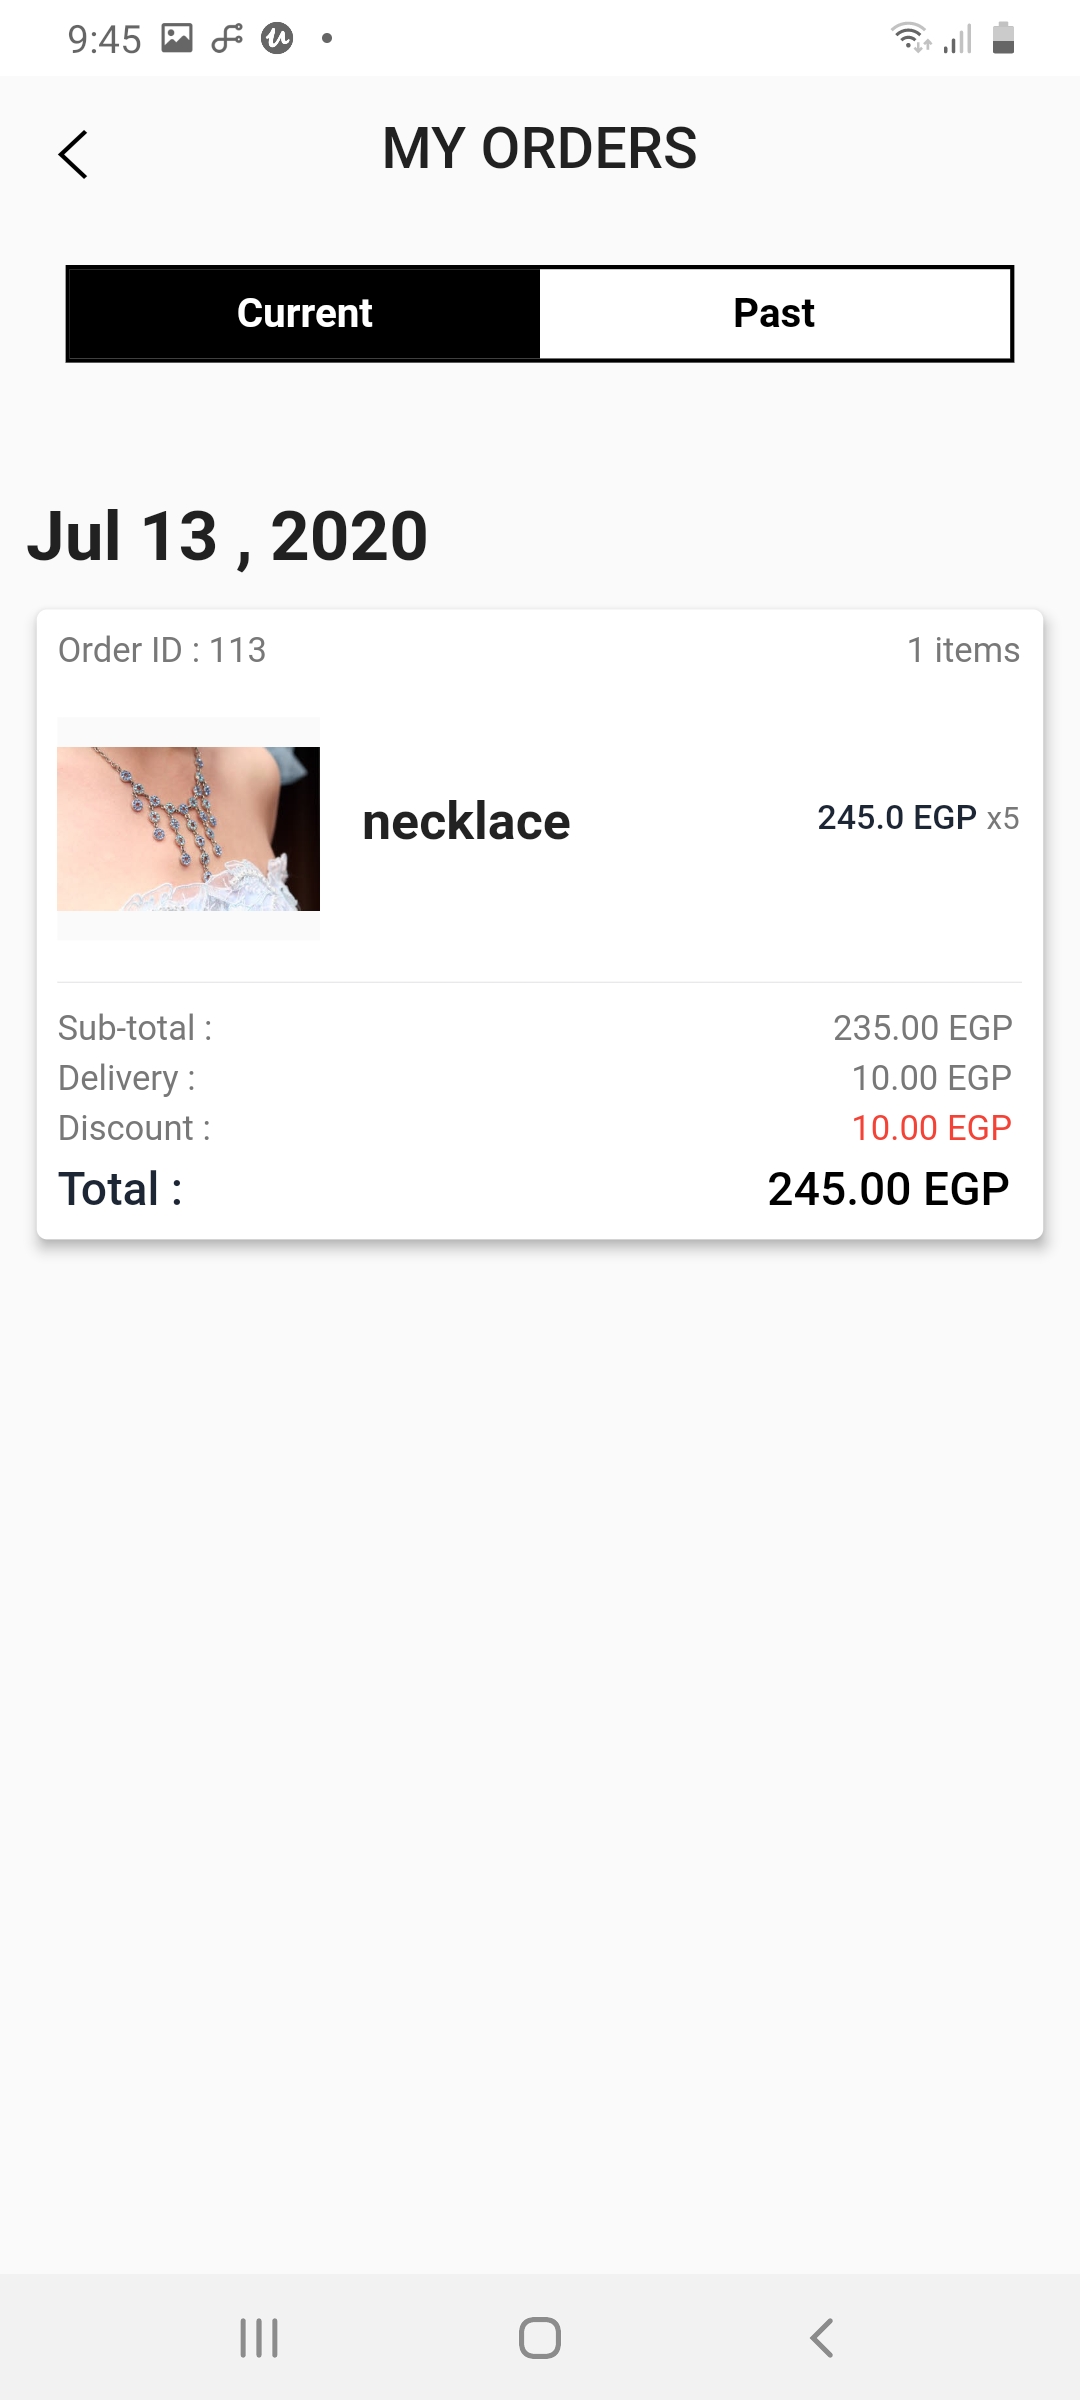 9:45
MY ORDERS
Current
Past
Jul 13 , 2020
Order ID : 113
1 items
necklace
245.0 EGP x5
Sub-total :
235.00 EGP
Delivery :
10.00 EGP
Discount :
10.00 EGP
Total :
245.00 EGP